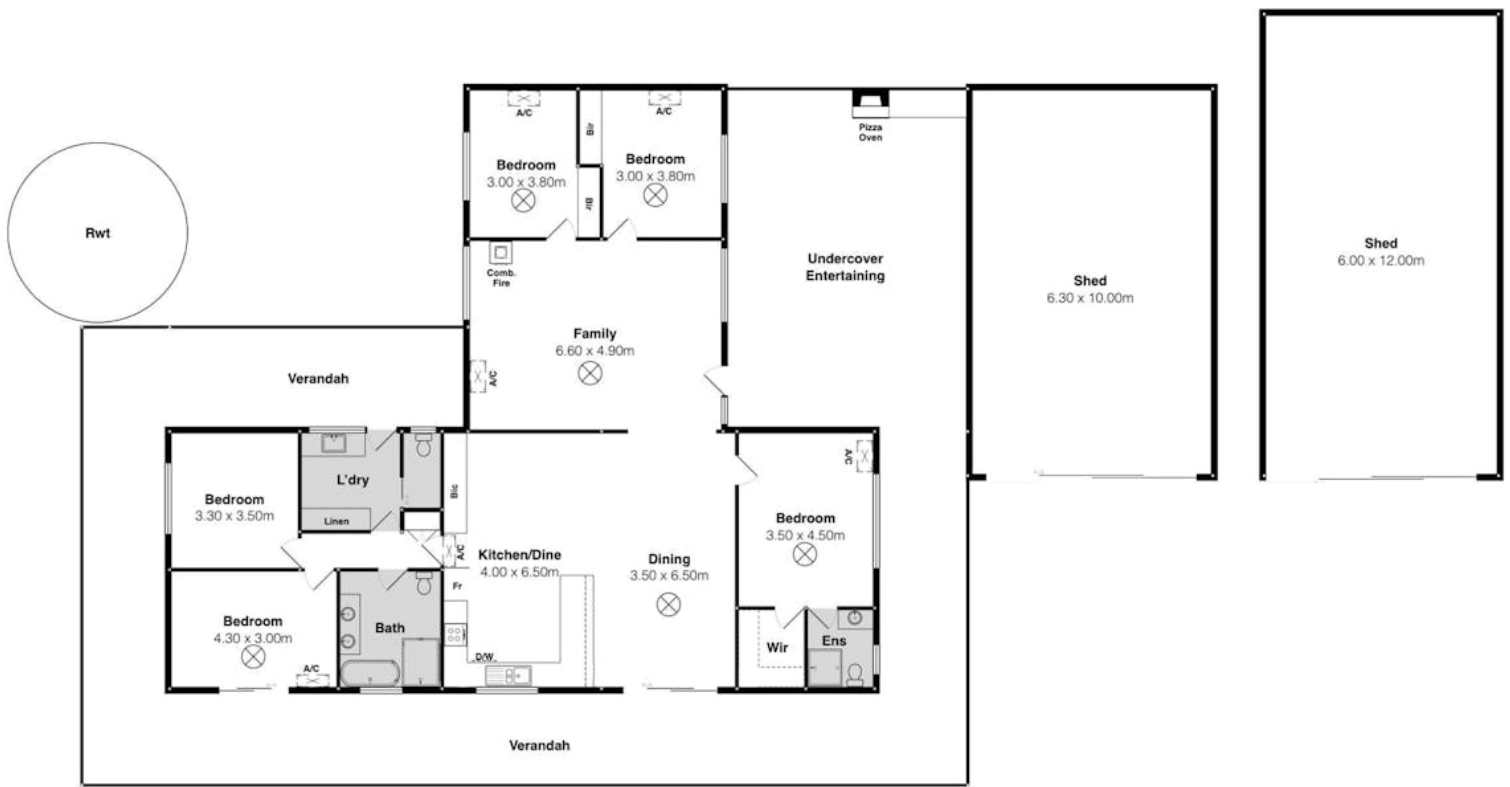 A/C
A/C
Bir
Bir
Bedroom
3.00 x 3.80m
Bedroom
3.00 x 3.80m
Pizza
Oven
Rwt
Comb.
Fire
Undercover
Entertaining
Shed
6.30 x 10.00m
Shed
6.00 x 12.00m
Family
6.60 x 4.90m
A/C
Verandah
Bedroom
3.30 x 3.50m
L'dry
Linen
Bic
A/C
Kitchen/Dine
4.00 x 6.50m
Fr
D/W
Dining
3.50 x 6.50m
A/C
Bedroom
3.50 x 4.50m
Bedroom
4.30 x 3.00m
A/C
Bath
Wir
Ens
Verandah